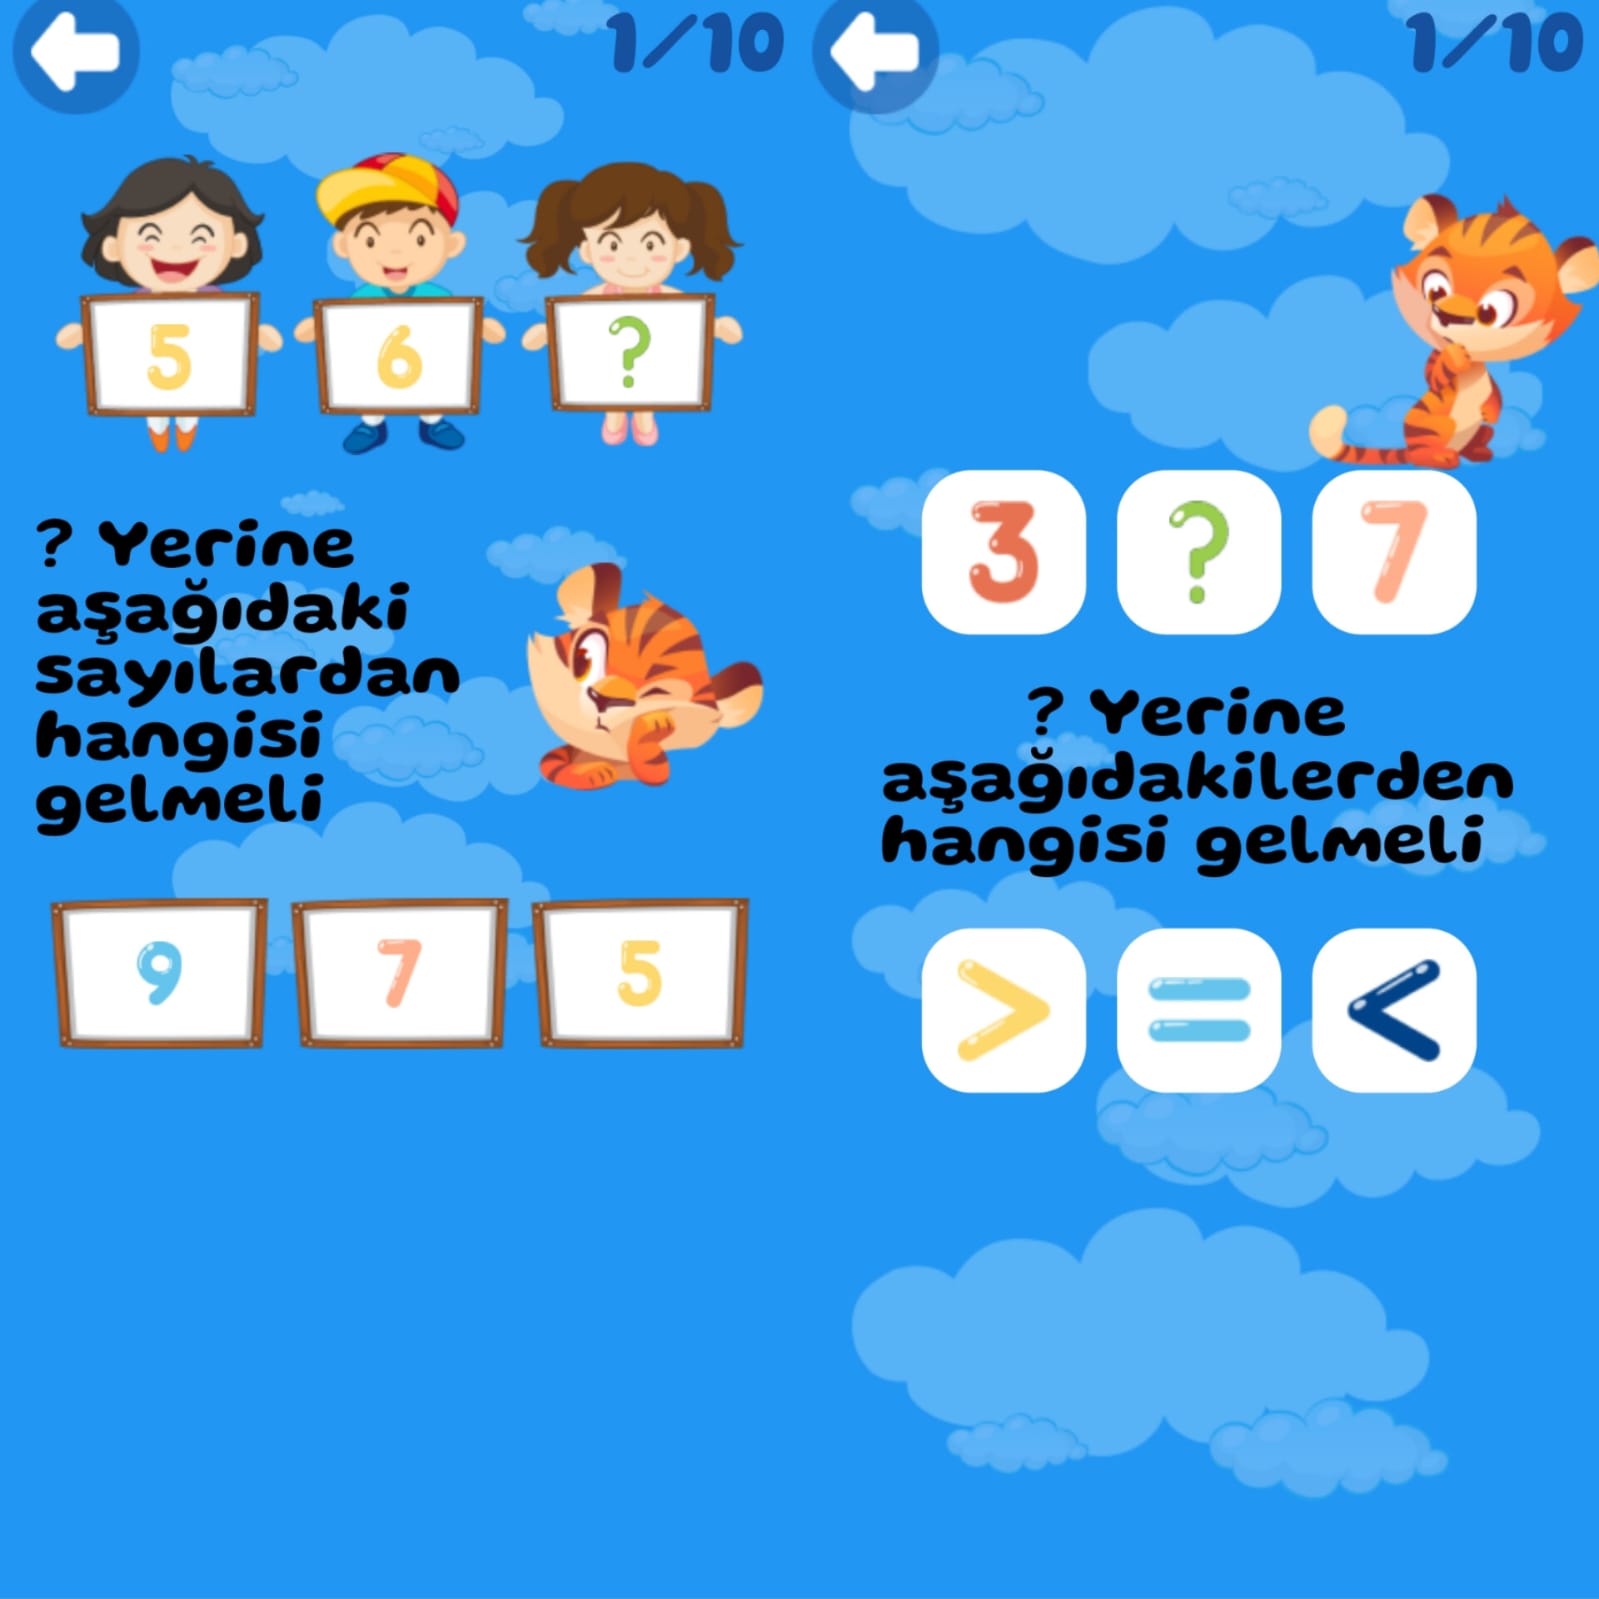 1/10
5 6 ?
? Yerine
aşağıdaki
sayılardan
hangisi
gelmeli
9 7 5
1/10
3 ? 7
? Yerine
aşağıdakilerden
hangisi gelmeli
> = <